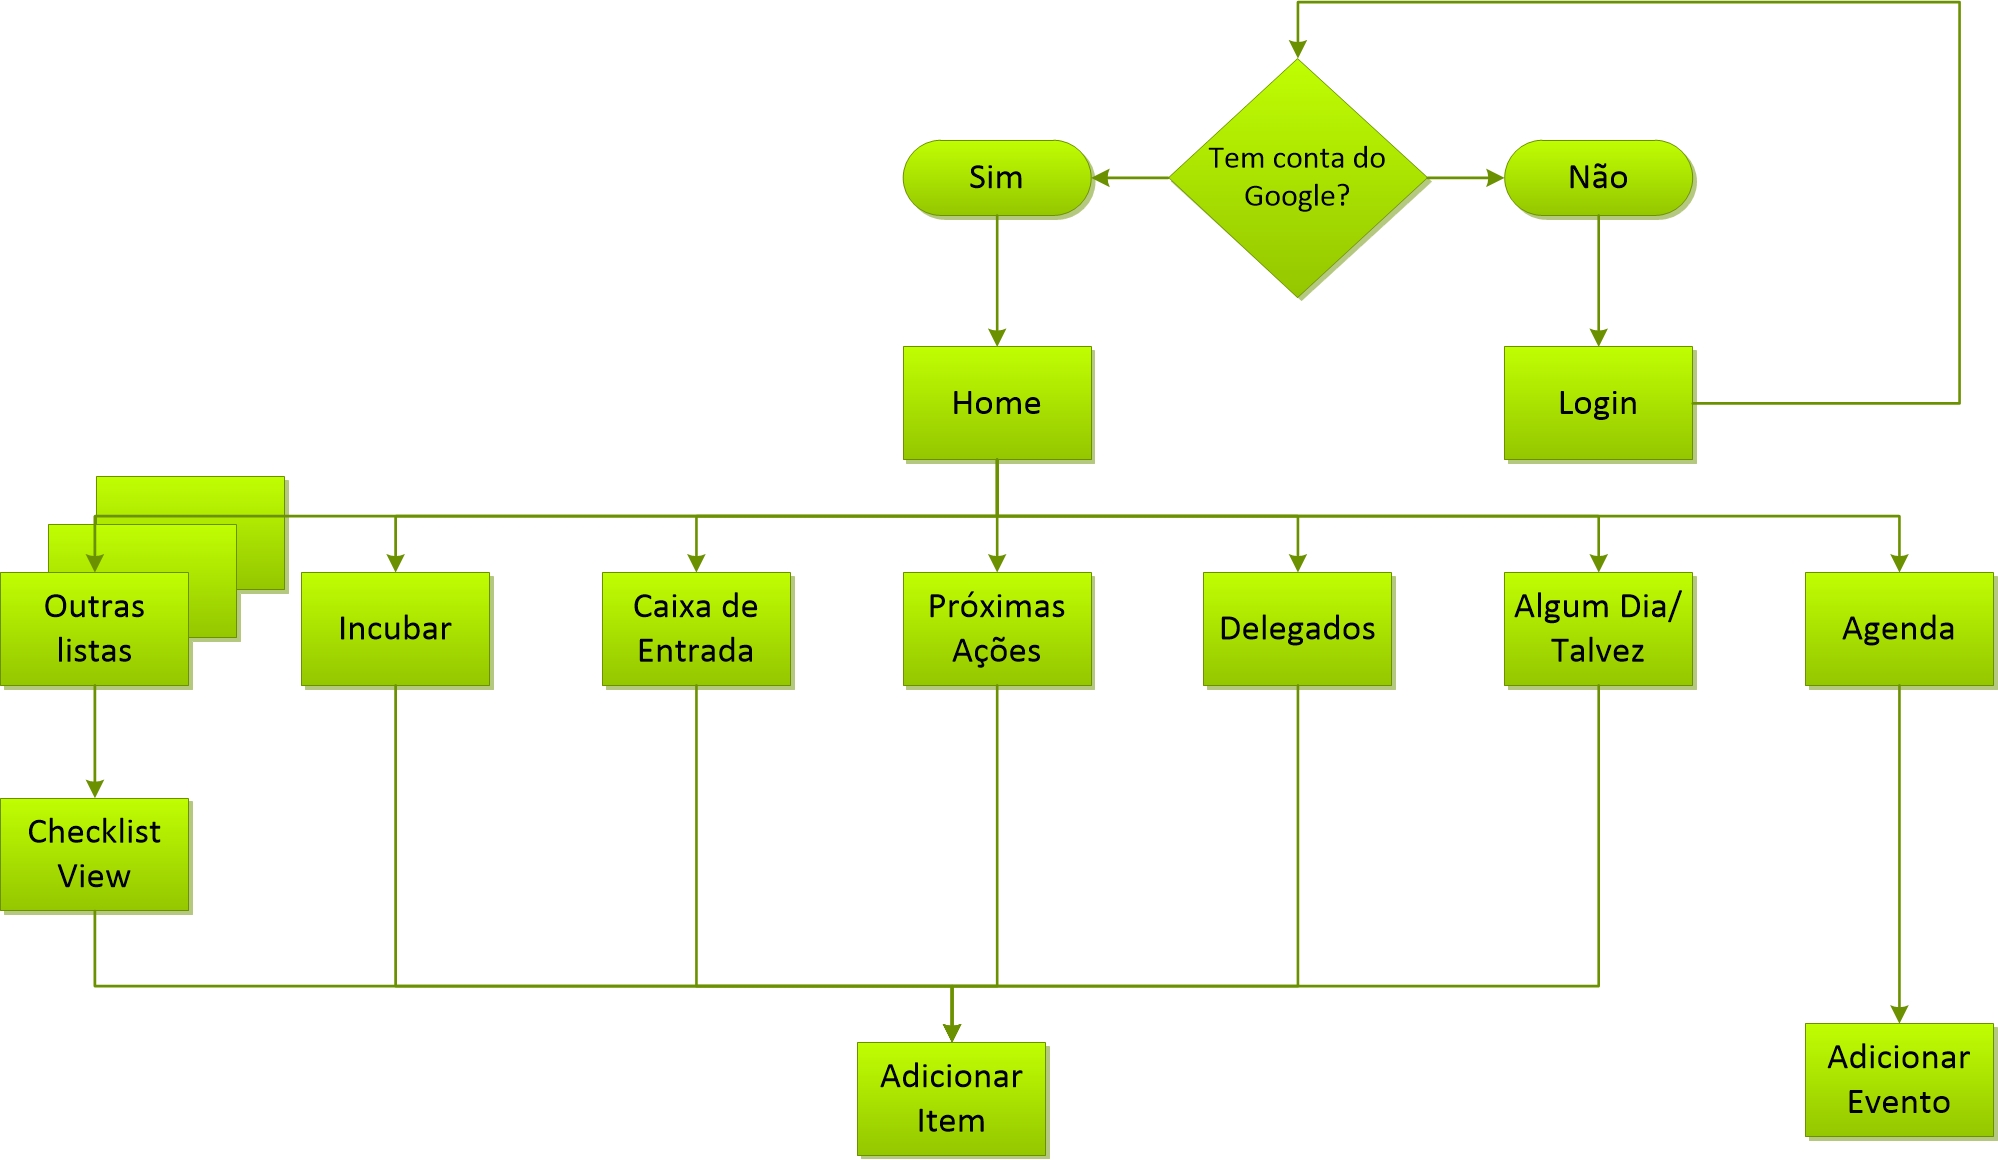 Tem conta do
Google?
Sim
Não
Home
Login
Outras
listas
Incubar
Caixa de
Entrada
Próximas
Ações
Delegados
Algum Dia/
Talvez
Agenda
Checklist
View
Adicionar
Item
Adicionar
Evento